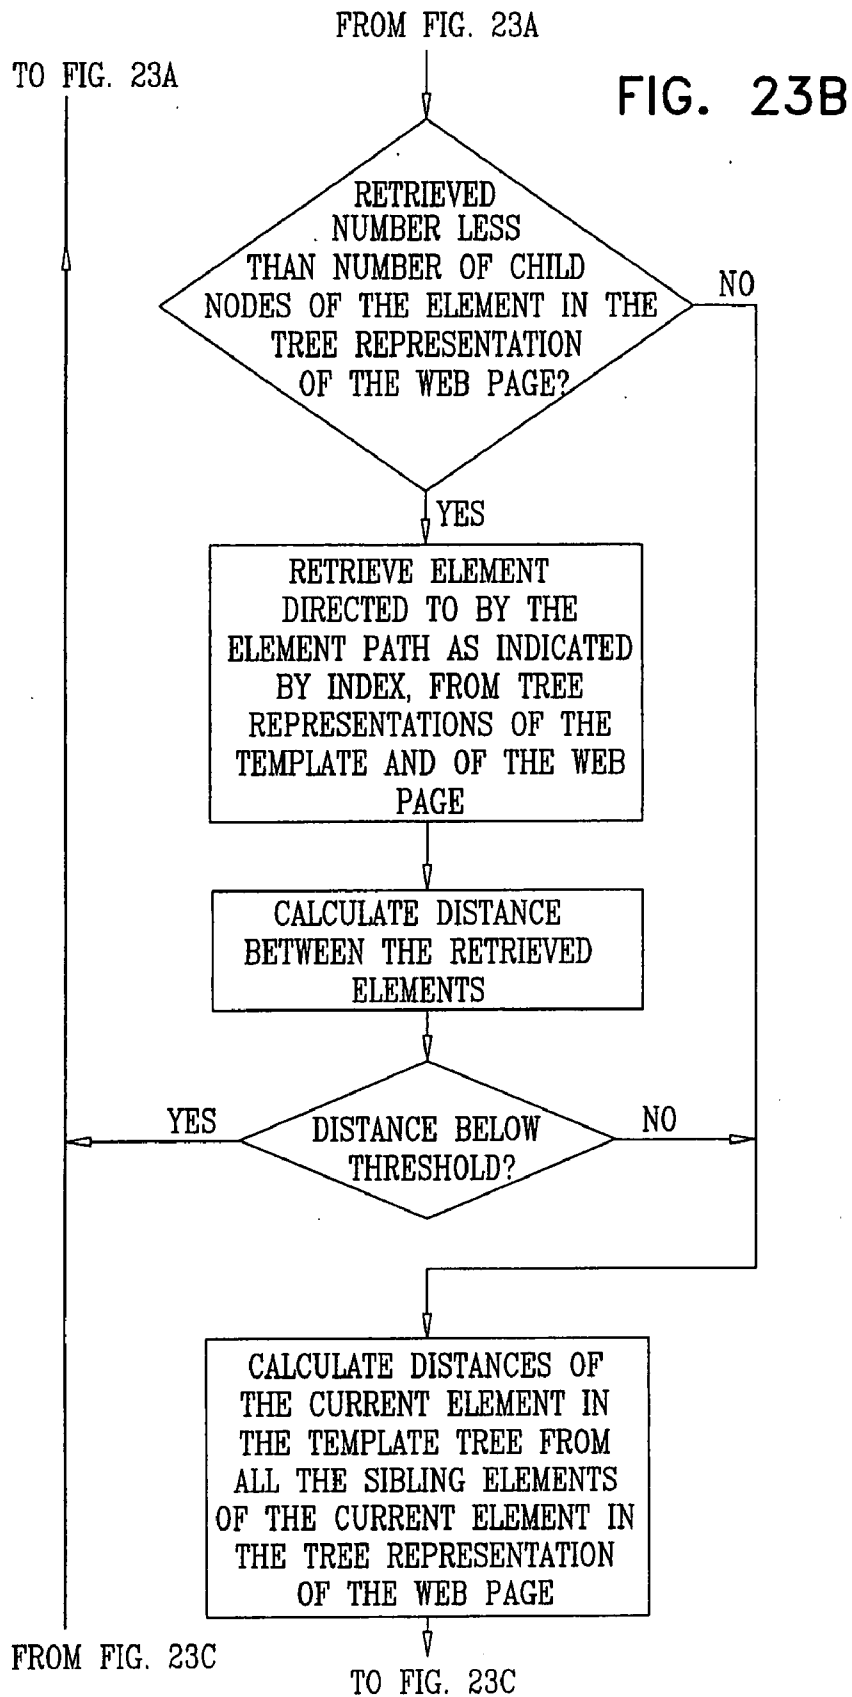 FROM FIG. 23A
TO FIG. 23A
FIG. 23B
RETRIEVED
NUMBER LESS
THAN NUMBER OF CHILD
NODES OF THE ELEMENT IN THE
TREE REPRESENTATION
OF THE WEB PAGE?
NO
YES
RETRIEVE ELEMENT
DIRECTED TO BY THE
ELEMENT PATH AS INDICATED
BY INDEX, FROM TREE
REPRESENTATIONS OF THE
TEMPLATE AND OF THE WEB
PAGE
CALCULATE DISTANCE
BETWEEN THE RETRIEVED
ELEMENTS
YES
DISTANCE BELOW
THRESHOLD?
NO
CALCULATE DISTANCES OF
THE CURRENT ELEMENT IN
THE TEMPLATE TREE FROM
ALL THE SIBLING ELEMENTS
OF THE CURRENT ELEMENT IN
THE TREE REPRESENTATION
OF THE WEB PAGE
FROM FIG. 23C
TO FIG. 23C